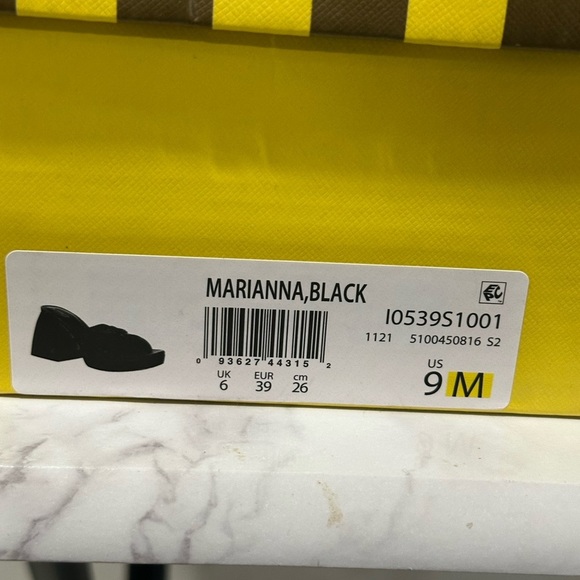 MARIANNA,BLACK
I0539S1001
1121 5100450816 S2
0 93627 44315 2
UK EUR cm
6 39 26
US
9 M